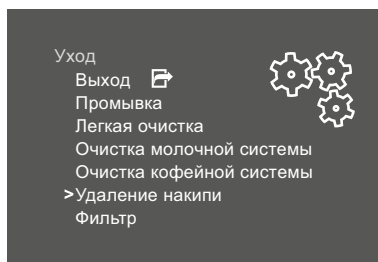 Уход
Выход
Промывка
Легкая очистка
Очистка молочной системы
Очистка кофейной системы
>Удаление накипи
Фильтр